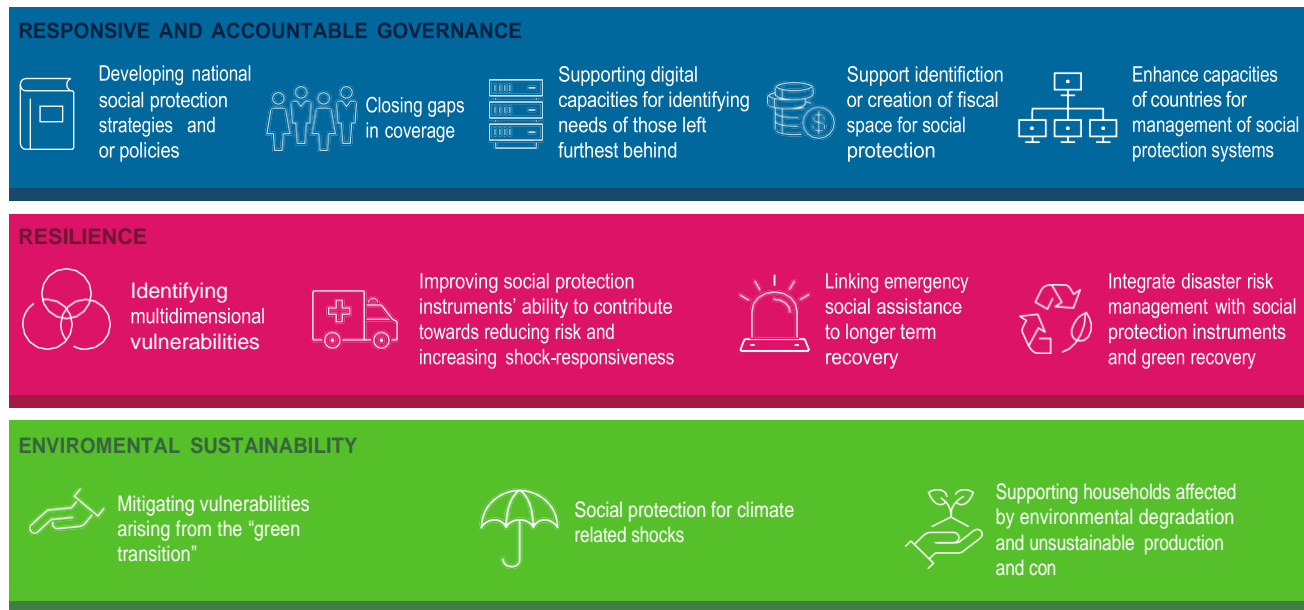 RESPONSIVE AND ACCOUNTABLE GOVERNANCE
Developing national
social protection
strategies and
or policies
Closing gaps
in coverage
Supporting digital
capacities for identifying
needs of those left
furthest behind
Support identifiction
or creation of fiscal
space for social
protection
Enhance capacities
of countries for
management of social
protection systems
RESILIENCE
Identifying
multidimensional
vulnerabilities
Improving social protection
instruments’ ability to contribute
towards reducing risk and
increasing shock-responsiveness
Linking emergency
social assistance
to longer term
recovery
Integrate disaster risk
management with social
protection instruments
and green recovery
ENVIROMENTAL SUSTAINABILITY
Mitigating vulnerabilities
arising from the “green
transition”
Social protection for climate
related shocks
Supporting households affected
by environmental degradation
and unsustainable production
and con